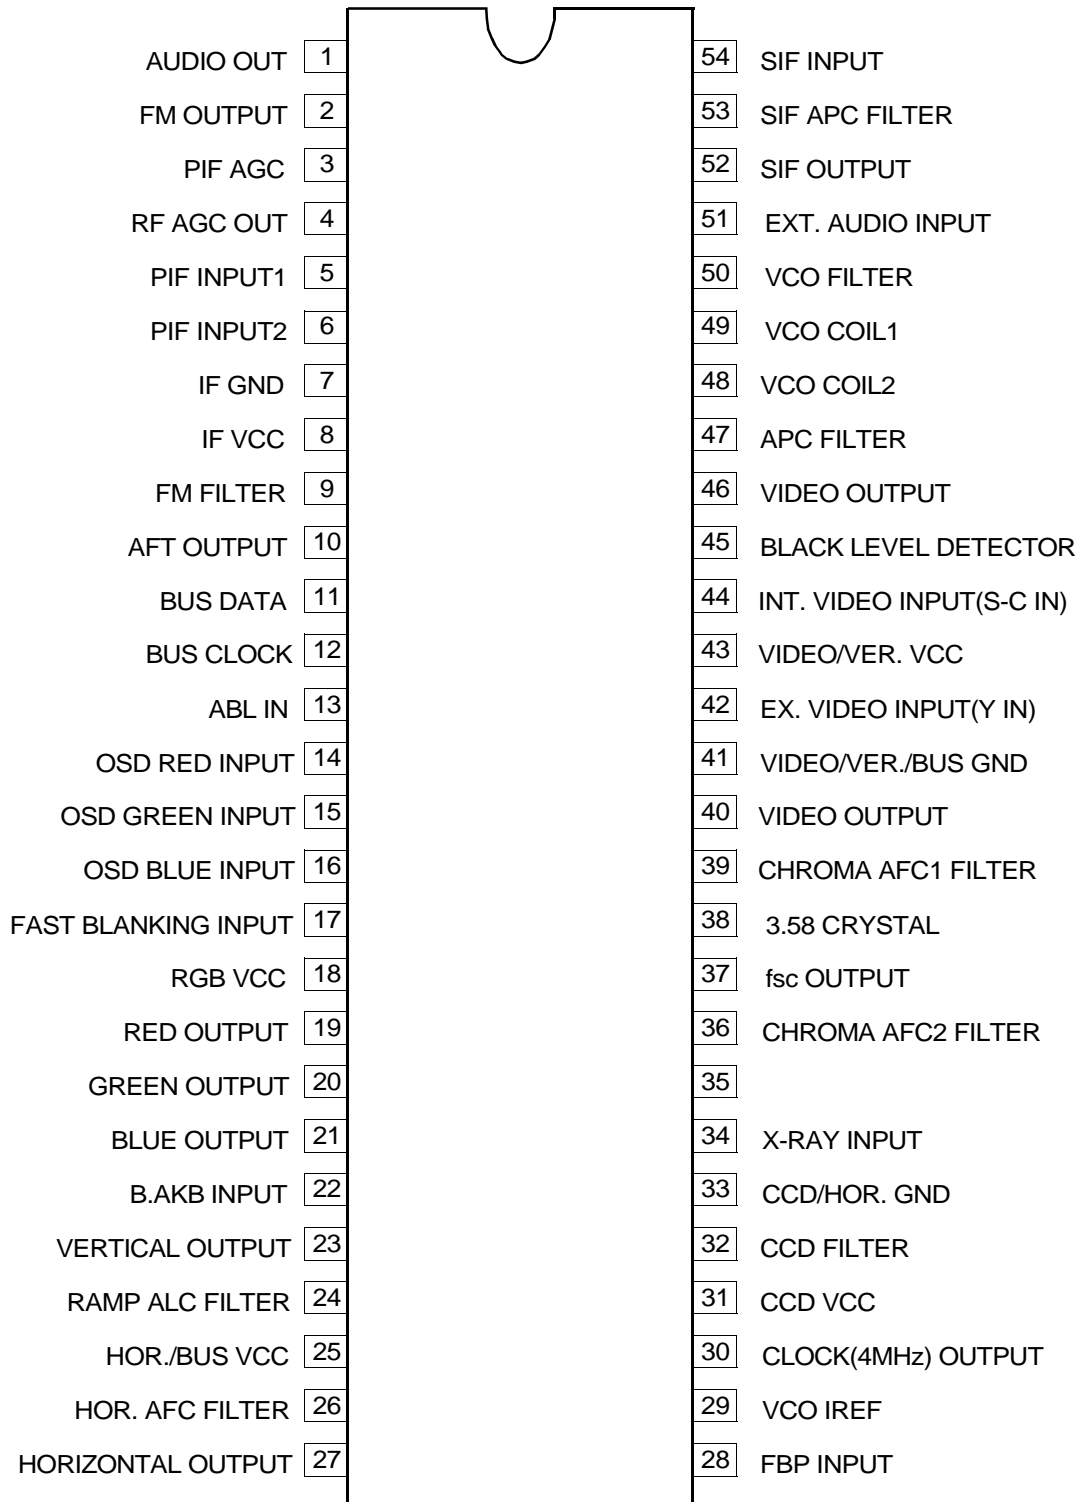 AUDIO OUT 1 54 SIF INPUT
FM OUTPUT 2 53 SIF APC FILTER
PIF AGC 3 52 SIF OUTPUT
RF AGC OUT 4 51 EXT. AUDIO INPUT
PIF INPUT1 5 50 VCO FILTER
PIF INPUT2 6 49 VCO COIL1
IF GND 7 48 VCO COIL2
IF VCC 8 47 APC FILTER
FM FILTER 9 46 VIDEO OUTPUT
AFT OUTPUT 10 45 BLACK LEVEL DETECTOR
BUS DATA 11 44 INT. VIDEO INPUT(S-C IN)
BUS CLOCK 12 43 VIDEO/VER. VCC
ABL IN 13 42 EX. VIDEO INPUT(Y IN)
OSD RED INPUT 14 41 VIDEO/VER./BUS GND
OSD GREEN INPUT 15 40 VIDEO OUTPUT
OSD BLUE INPUT 16 39 CHROMA AFC1 FILTER
FAST BLANKING INPUT 17 38 3.58 CRYSTAL
RGB VCC 18 37 fsc OUTPUT
RED OUTPUT 19 36 CHROMA AFC2 FILTER
GREEN OUTPUT 20 35
BLUE OUTPUT 21 34 X-RAY INPUT
B.AKB INPUT 22 33 CCD/HOR. GND
VERTICAL OUTPUT 23 32 CCD FILTER
RAMP ALC FILTER 24 31 CCD VCC
HOR./BUS VCC 25 30 CLOCK(4MHz) OUTPUT
HOR. AFC FILTER 26 29 VCO IREF
HORIZONTAL OUTPUT 27 28 FBP INPUT